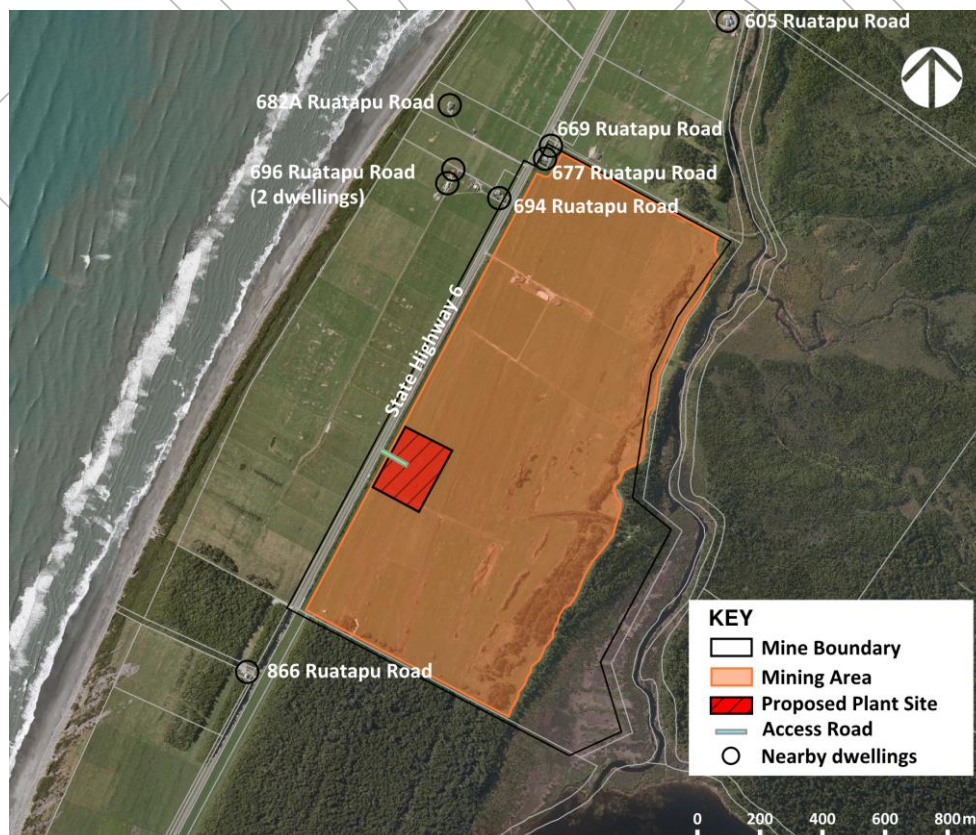 605 Ruatapu Road
682A Ruatapu Road
669 Ruatapu Road
696 Ruatapu Road
(2 dwellings)
677 Ruatapu Road
694 Ruatapu Road
State Highway 6
866 Ruatapu Road
KEY
Mine Boundary
Mining Area
Proposed Plant Site
Access Road
Nearby dwellings
0 200 400 600 800m